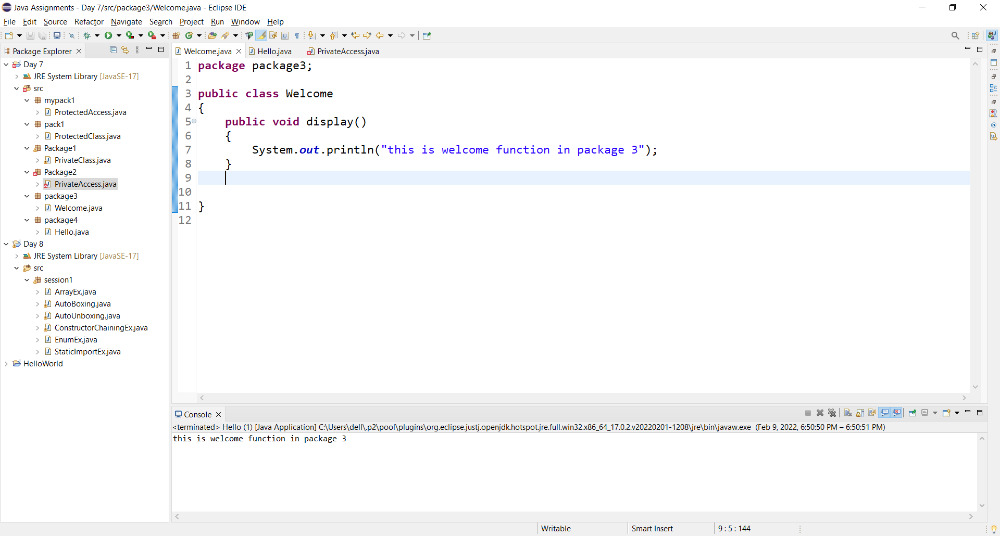 Java Assignments - Day 7/src/package3/Welcome.java - Eclipse IDE
File Edit Source Refactor Navigate Search Project Run Window Help
Package Explorer
Day 7
JRE System Library [JavaSE-17]
src
mypack1
ProtectedAccess.java
pack1
ProtectedClass.java
Package1
PrivateClass.java
Package2
PrivateAccess.java
package3
Welcome.java
package4
Hello.java
Day 8
JRE System Library [JavaSE-17]
src
session1
ArrayEx.java
AutoBoxing.java
AutoUnboxing.java
ConstructorChainingEx.java
EnumEx.java
StaticImportEx.java
HelloWorld
Welcome.java Hello.java PrivateAccess.java
1 package package3;
2
3 public class Welcome
4 {
5 public void display()
6 {
7 System.out.println("this is welcome function in package 3");
8 }
9
10
11 }
12
Console
<terminated> Hello (1) [Java Application] C:\Users\dell\.p2\pool\plugins\org.eclipse.justj.openjdk.hotspot.jre.full.win32.x86_64_17.0.2.v20220201-1208\jre\bin\javaw.exe (Feb 9, 2022, 6:50:50 PM – 6:50:51 PM)
this is welcome function in package 3
Writable Smart Insert 9 : 5 : 144